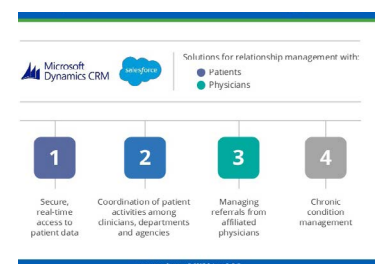 Microsoft
Dynamics CRM
salesforce
Solutions for relationship management with:
Patients
Physicians
1
2
3
4
Secure,
real-time
access to
patient data
Coordination of patient
activities among
clinicians, departments
and agencies
Managing
referrals from
affiliated
physicians
Chronic
condition
management